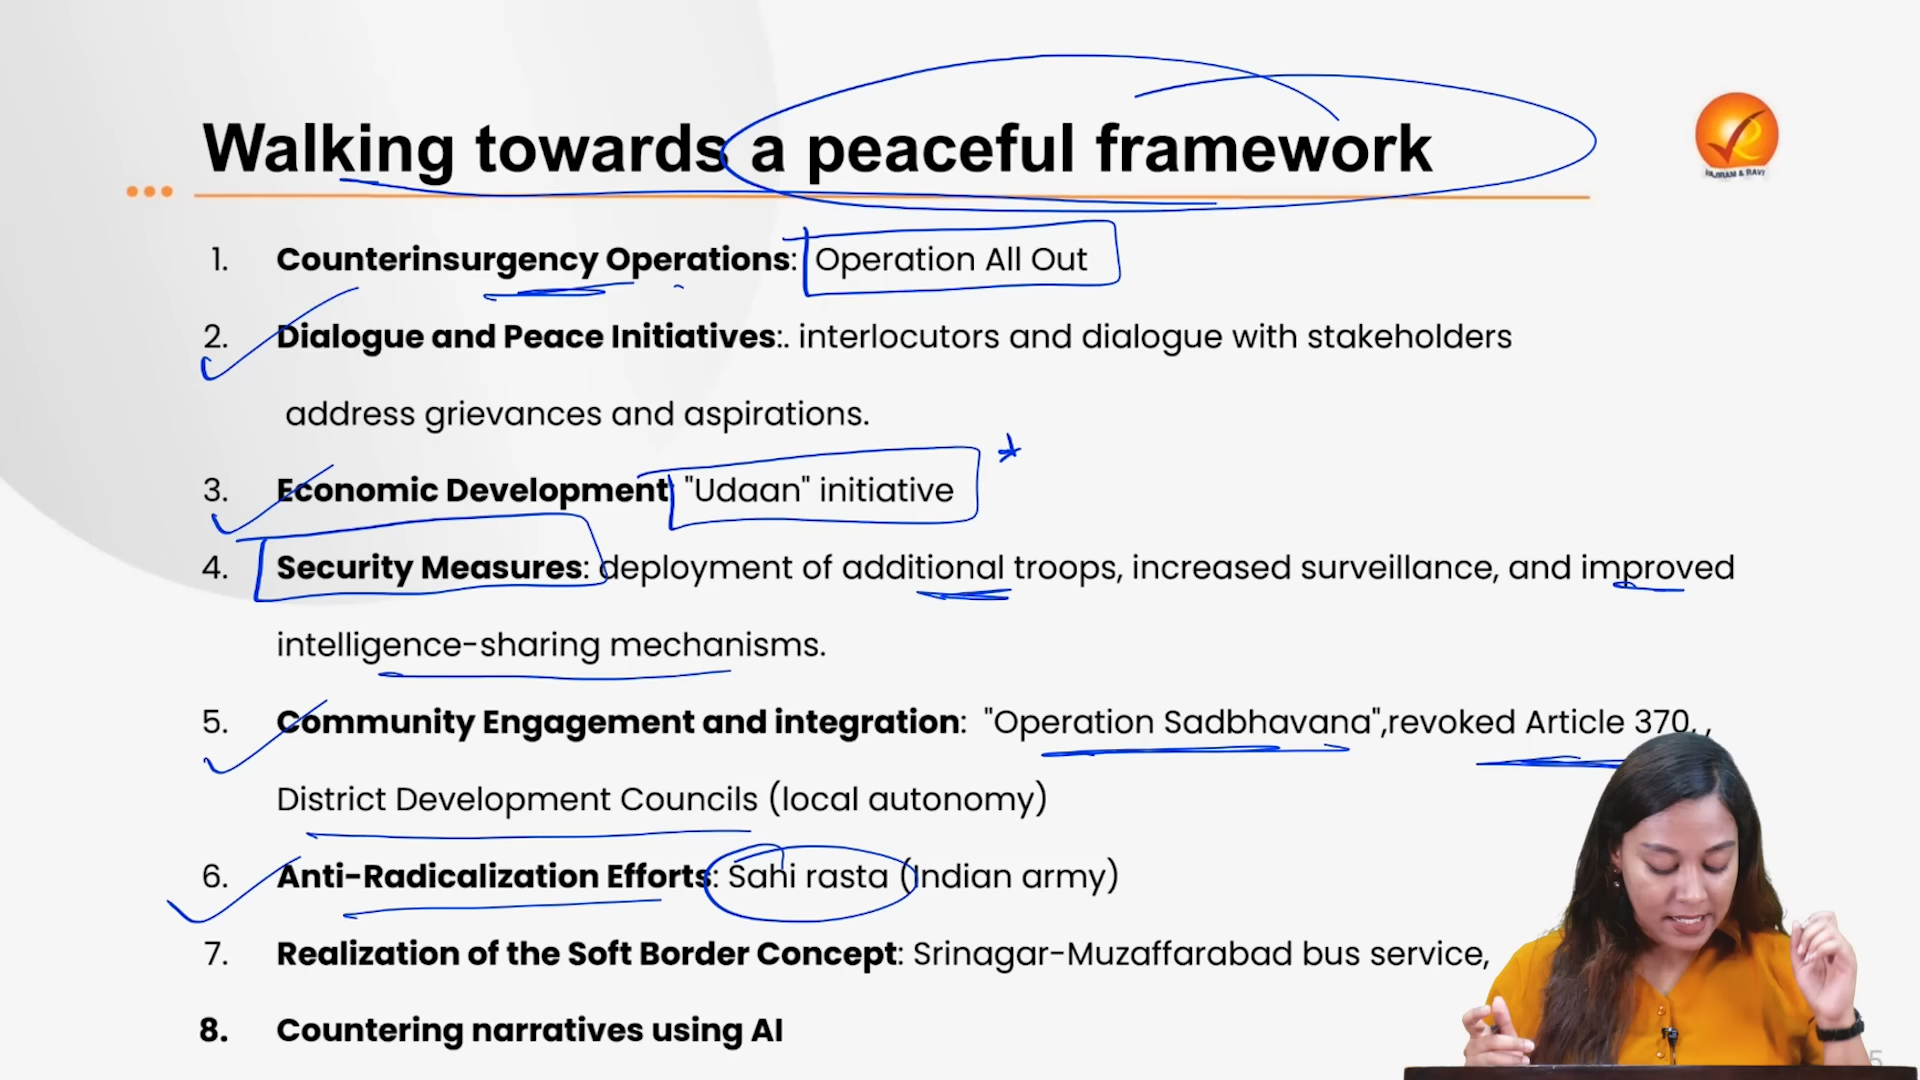 Walking towards a peaceful framework
VAJIRAM & RAVI
1. Counterinsurgency Operations: Operation All Out
2. Dialogue and Peace Initiatives:. interlocutors and dialogue with stakeholders
address grievances and aspirations.
3. Economic Development: "Udaan" initiative
4. Security Measures: deployment of additional troops, increased surveillance, and improved
intelligence-sharing mechanisms.
5. Community Engagement and integration: "Operation Sadbhavana",revoked Article 370, ,
District Development Councils (local autonomy)
6. Anti-Radicalization Efforts: Sahi rasta (Indian army)
7. Realization of the Soft Border Concept: Srinagar-Muzaffarabad bus service,
8. Countering narratives using AI
5